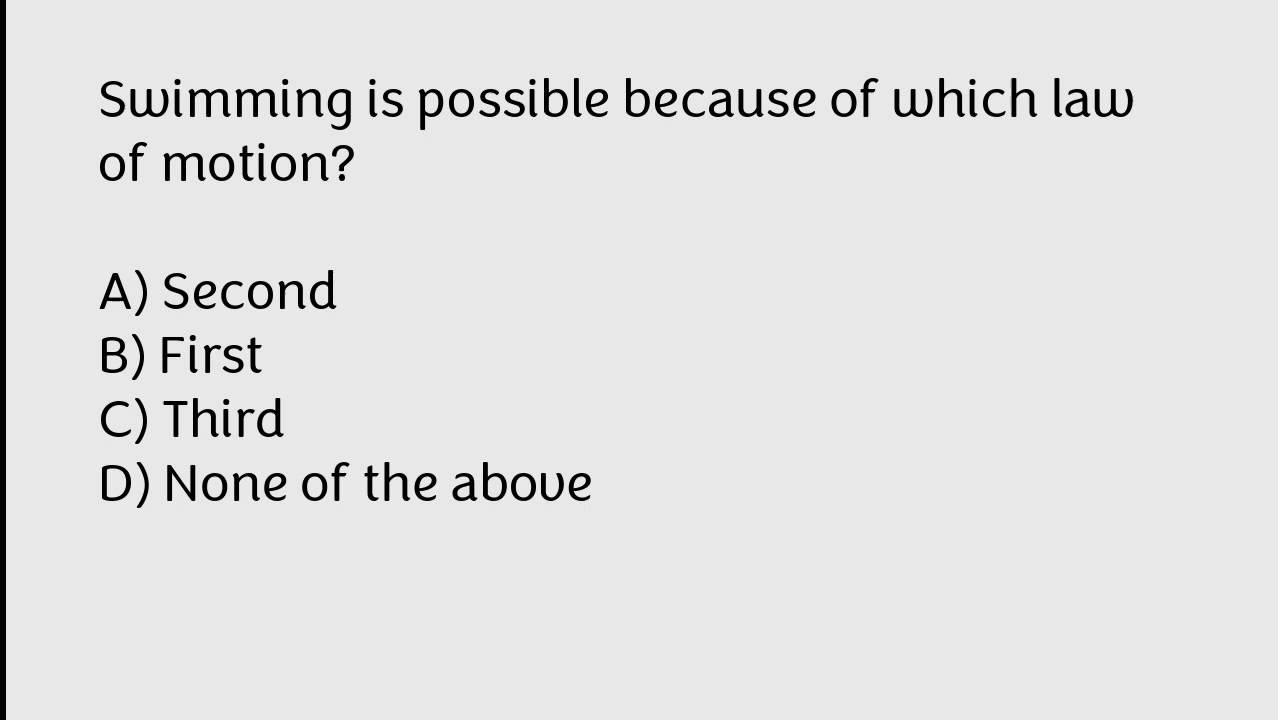 Swimming is possible because of which law
of motion?
A) Second
B) First
C) Third
D) None of the above